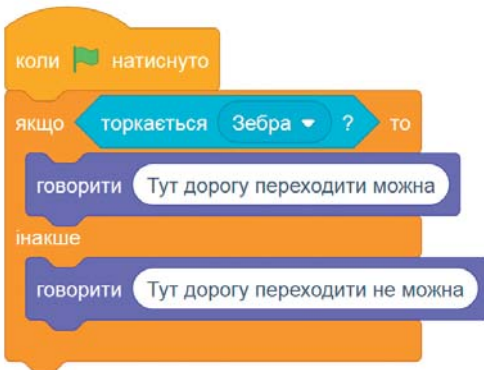 коли натиснуто
якщо торкається Зебра ? то
говорити Тут дорогу переходити можна
інакше
говорити Тут дорогу переходити не можна